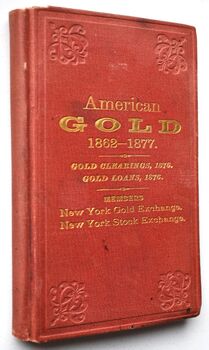 American
GOLD
1862–1877.
GOLD CLEARINGS, 1876.
GOLD LOANS, 1876.
MEMBERS
New York Gold Exchange.
New York Stock Exchange.